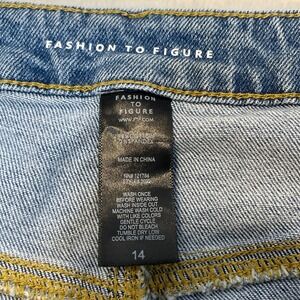 FASHION TO FIGURE
FASHION
TO
FIGURE
MADE IN CHINA
WASH ONCE
BEFORE WEARING
WASH INSIDE OUT
MACHINE WASH COLD
WITH LIKE COLORS
GENTLE CYCLE
DO NOT BLEACH
TUMBLE DRY LOW
COOL IRON IF NEEDED
14